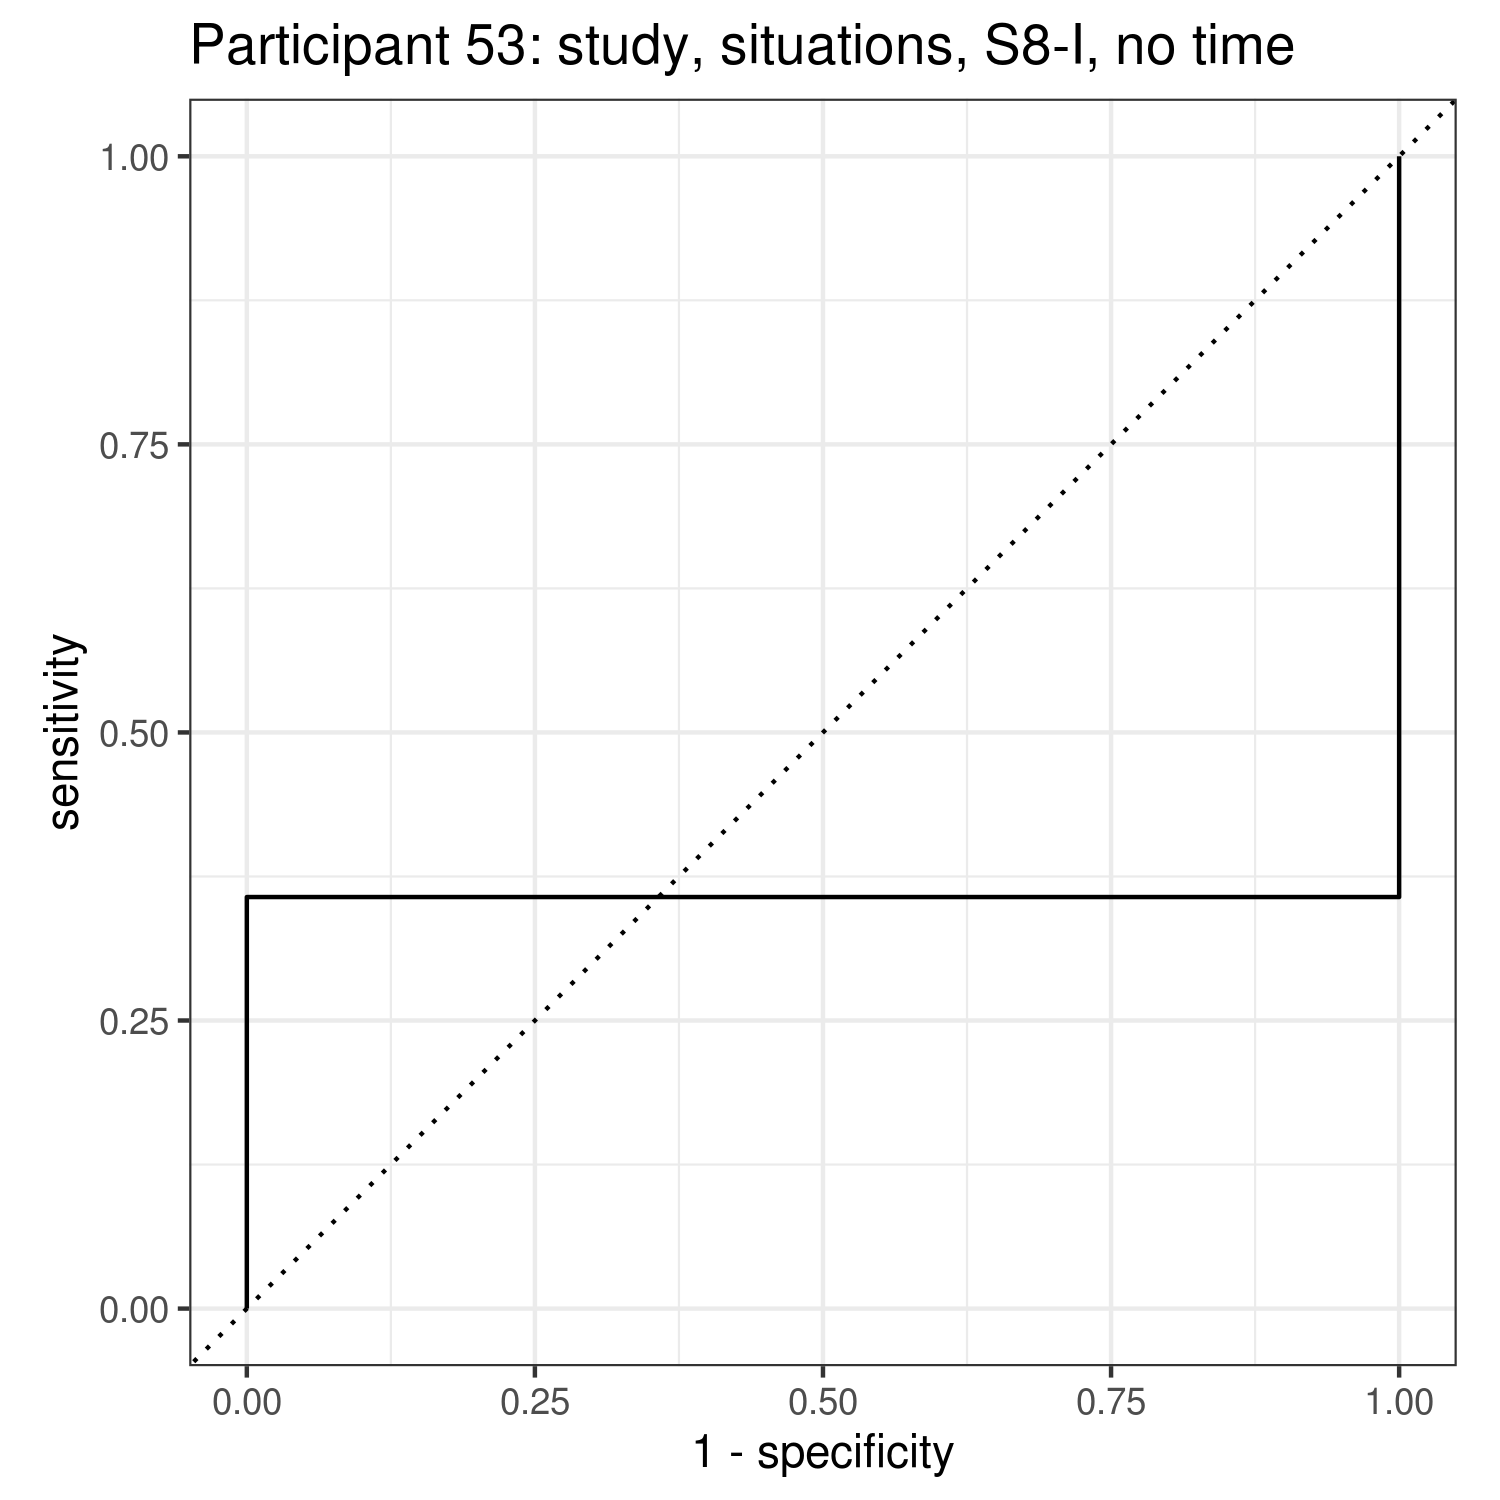 Participant 53: study, situations, S8-I, no time
1.00
0.75
0.50
0.25
0.00
sensitivity
0.00 0.25 0.50 0.75 1.00
1 - specificity